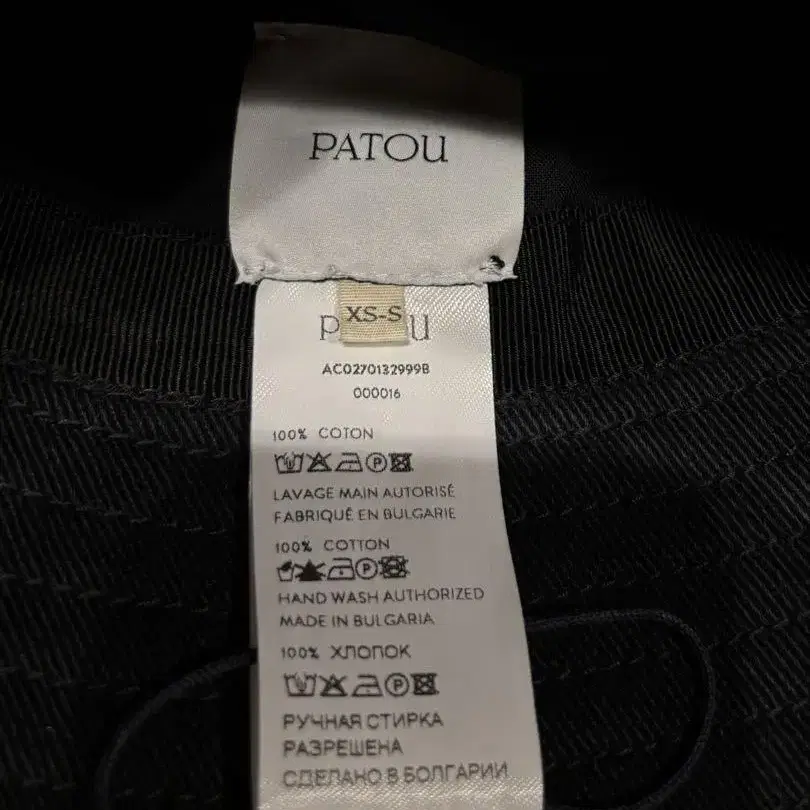 PATOU
XS-S
AC0270132999B
000016
100% COTON
LAVAGE MAIN AUTORISÉ
FABRIQUÉ EN BULGARIE
100% COTTON
HAND WASH AUTHORIZED
MADE IN BULGARIA
100% ХЛОПОК
РУЧНАЯ СТИРКА
РАЗРЕШЕНА
СДЕЛАНО В БОЛГАРИИ